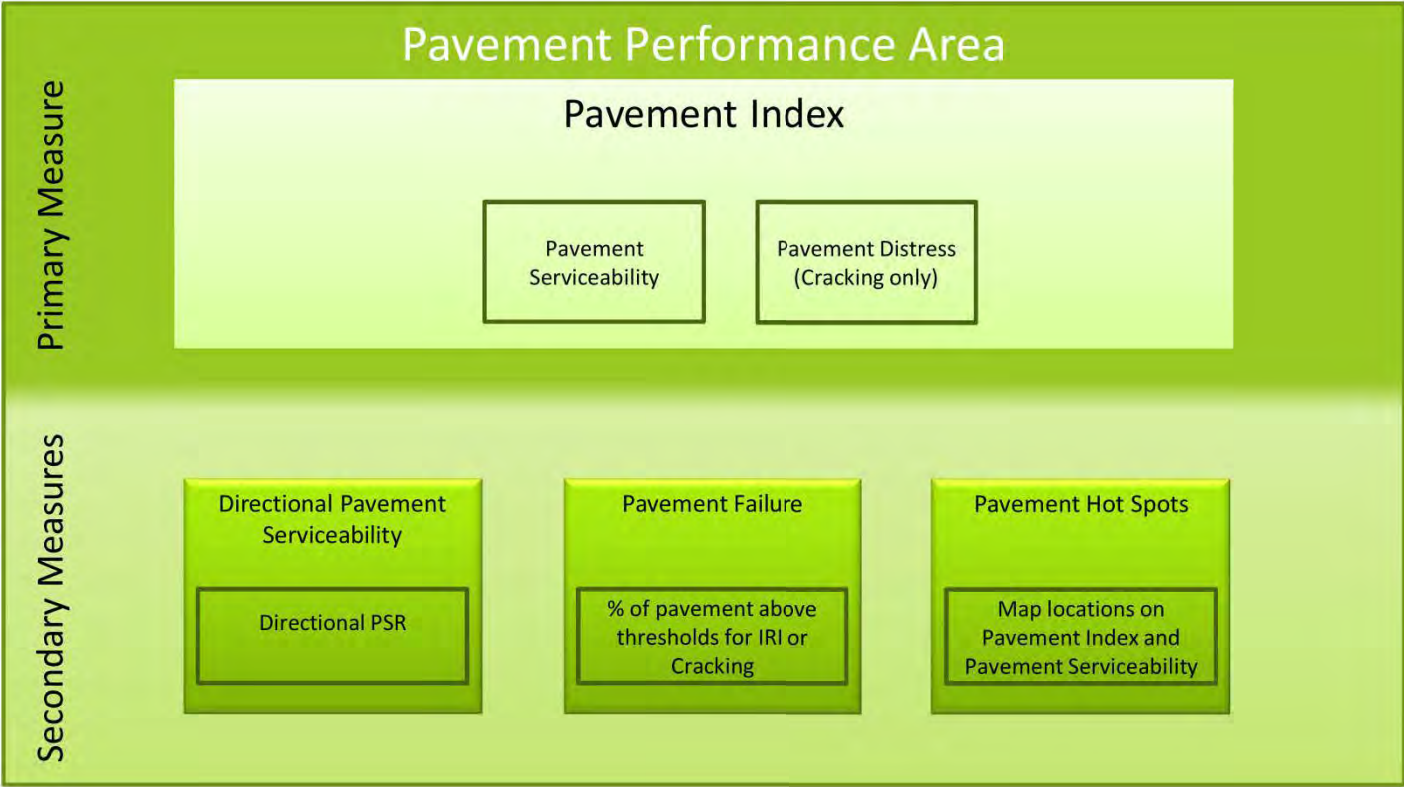 Pavement Performance Area
Primary Measure
Pavement Index
Pavement
Serviceability
Pavement Distress
(Cracking only)
Secondary Measures
Directional Pavement
Serviceability
Directional PSR
Pavement Failure
% of pavement above
thresholds for IRI or
Cracking
Pavement Hot Spots
Map locations on
Pavement Index and
Pavement Serviceability